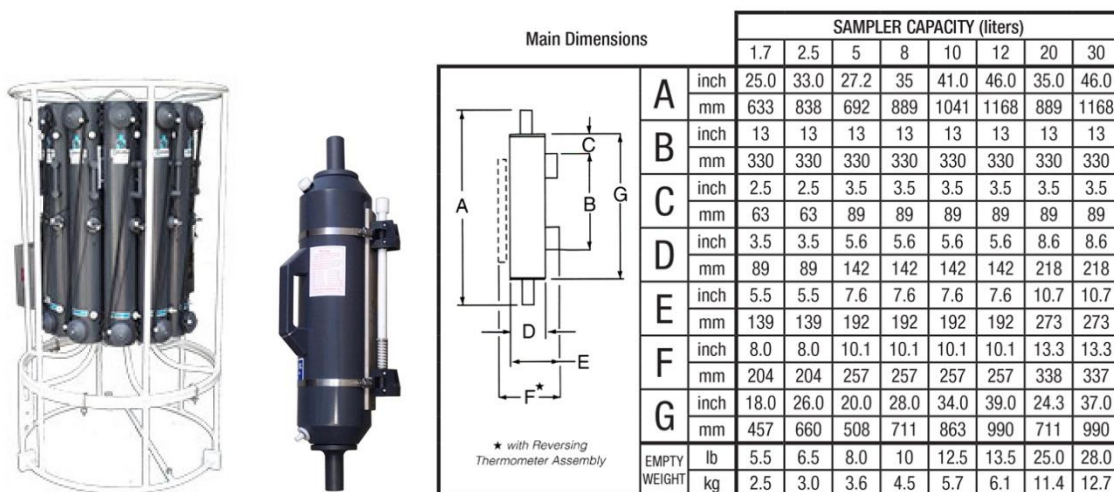 Main Dimensions
SAMPLER CAPACITY (liters)
1.7 2.5 5 8 10 12 20 30
A inch 25.0 33.0 27.2 35 41.0 46.0 35.0 46.0
mm 633 838 692 889 1041 1168 889 1168
B inch 13 13 13 13 13 13 13 13
mm 330 330 330 330 330 330 330 330
C inch 2.5 2.5 3.5 3.5 3.5 3.5 3.5 3.5
mm 63 63 89 89 89 89 89 89
D inch 3.5 3.5 5.6 5.6 5.6 5.6 8.6 8.6
mm 89 89 142 142 142 142 218 218
E inch 5.5 5.5 7.6 7.6 7.6 7.6 10.7 10.7
mm 139 139 192 192 192 192 273 273
F inch 8.0 8.0 10.1 10.1 10.1 10.1 13.3 13.3
mm 204 204 257 257 257 257 338 337
G inch 18.0 26.0 20.0 28.0 34.0 39.0 24.3 37.0
mm 457 660 508 711 863 990 711 990
EMPTY WEIGHT lb 5.5 6.5 8.0 10 12.5 13.5 25.0 28.0
kg 2.5 3.0 3.6 4.5 5.7 6.1 11.4 12.7
C
A B G
D
E
F★
★ with Reversing
Thermometer Assembly